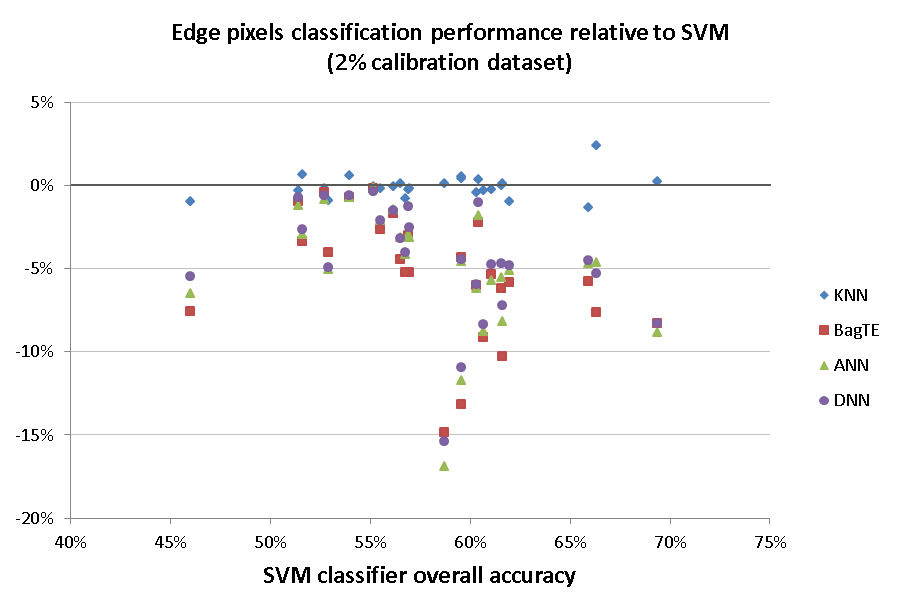 Edge pixels classification performance relative to SVM
(2% calibration dataset)
5%
0%
-5%
-10%
-15%
-20%
40%
45%
50%
55%
60%
65%
70%
75%
SVM classifier overall accuracy
KNN
BagTE
ANN
DNN